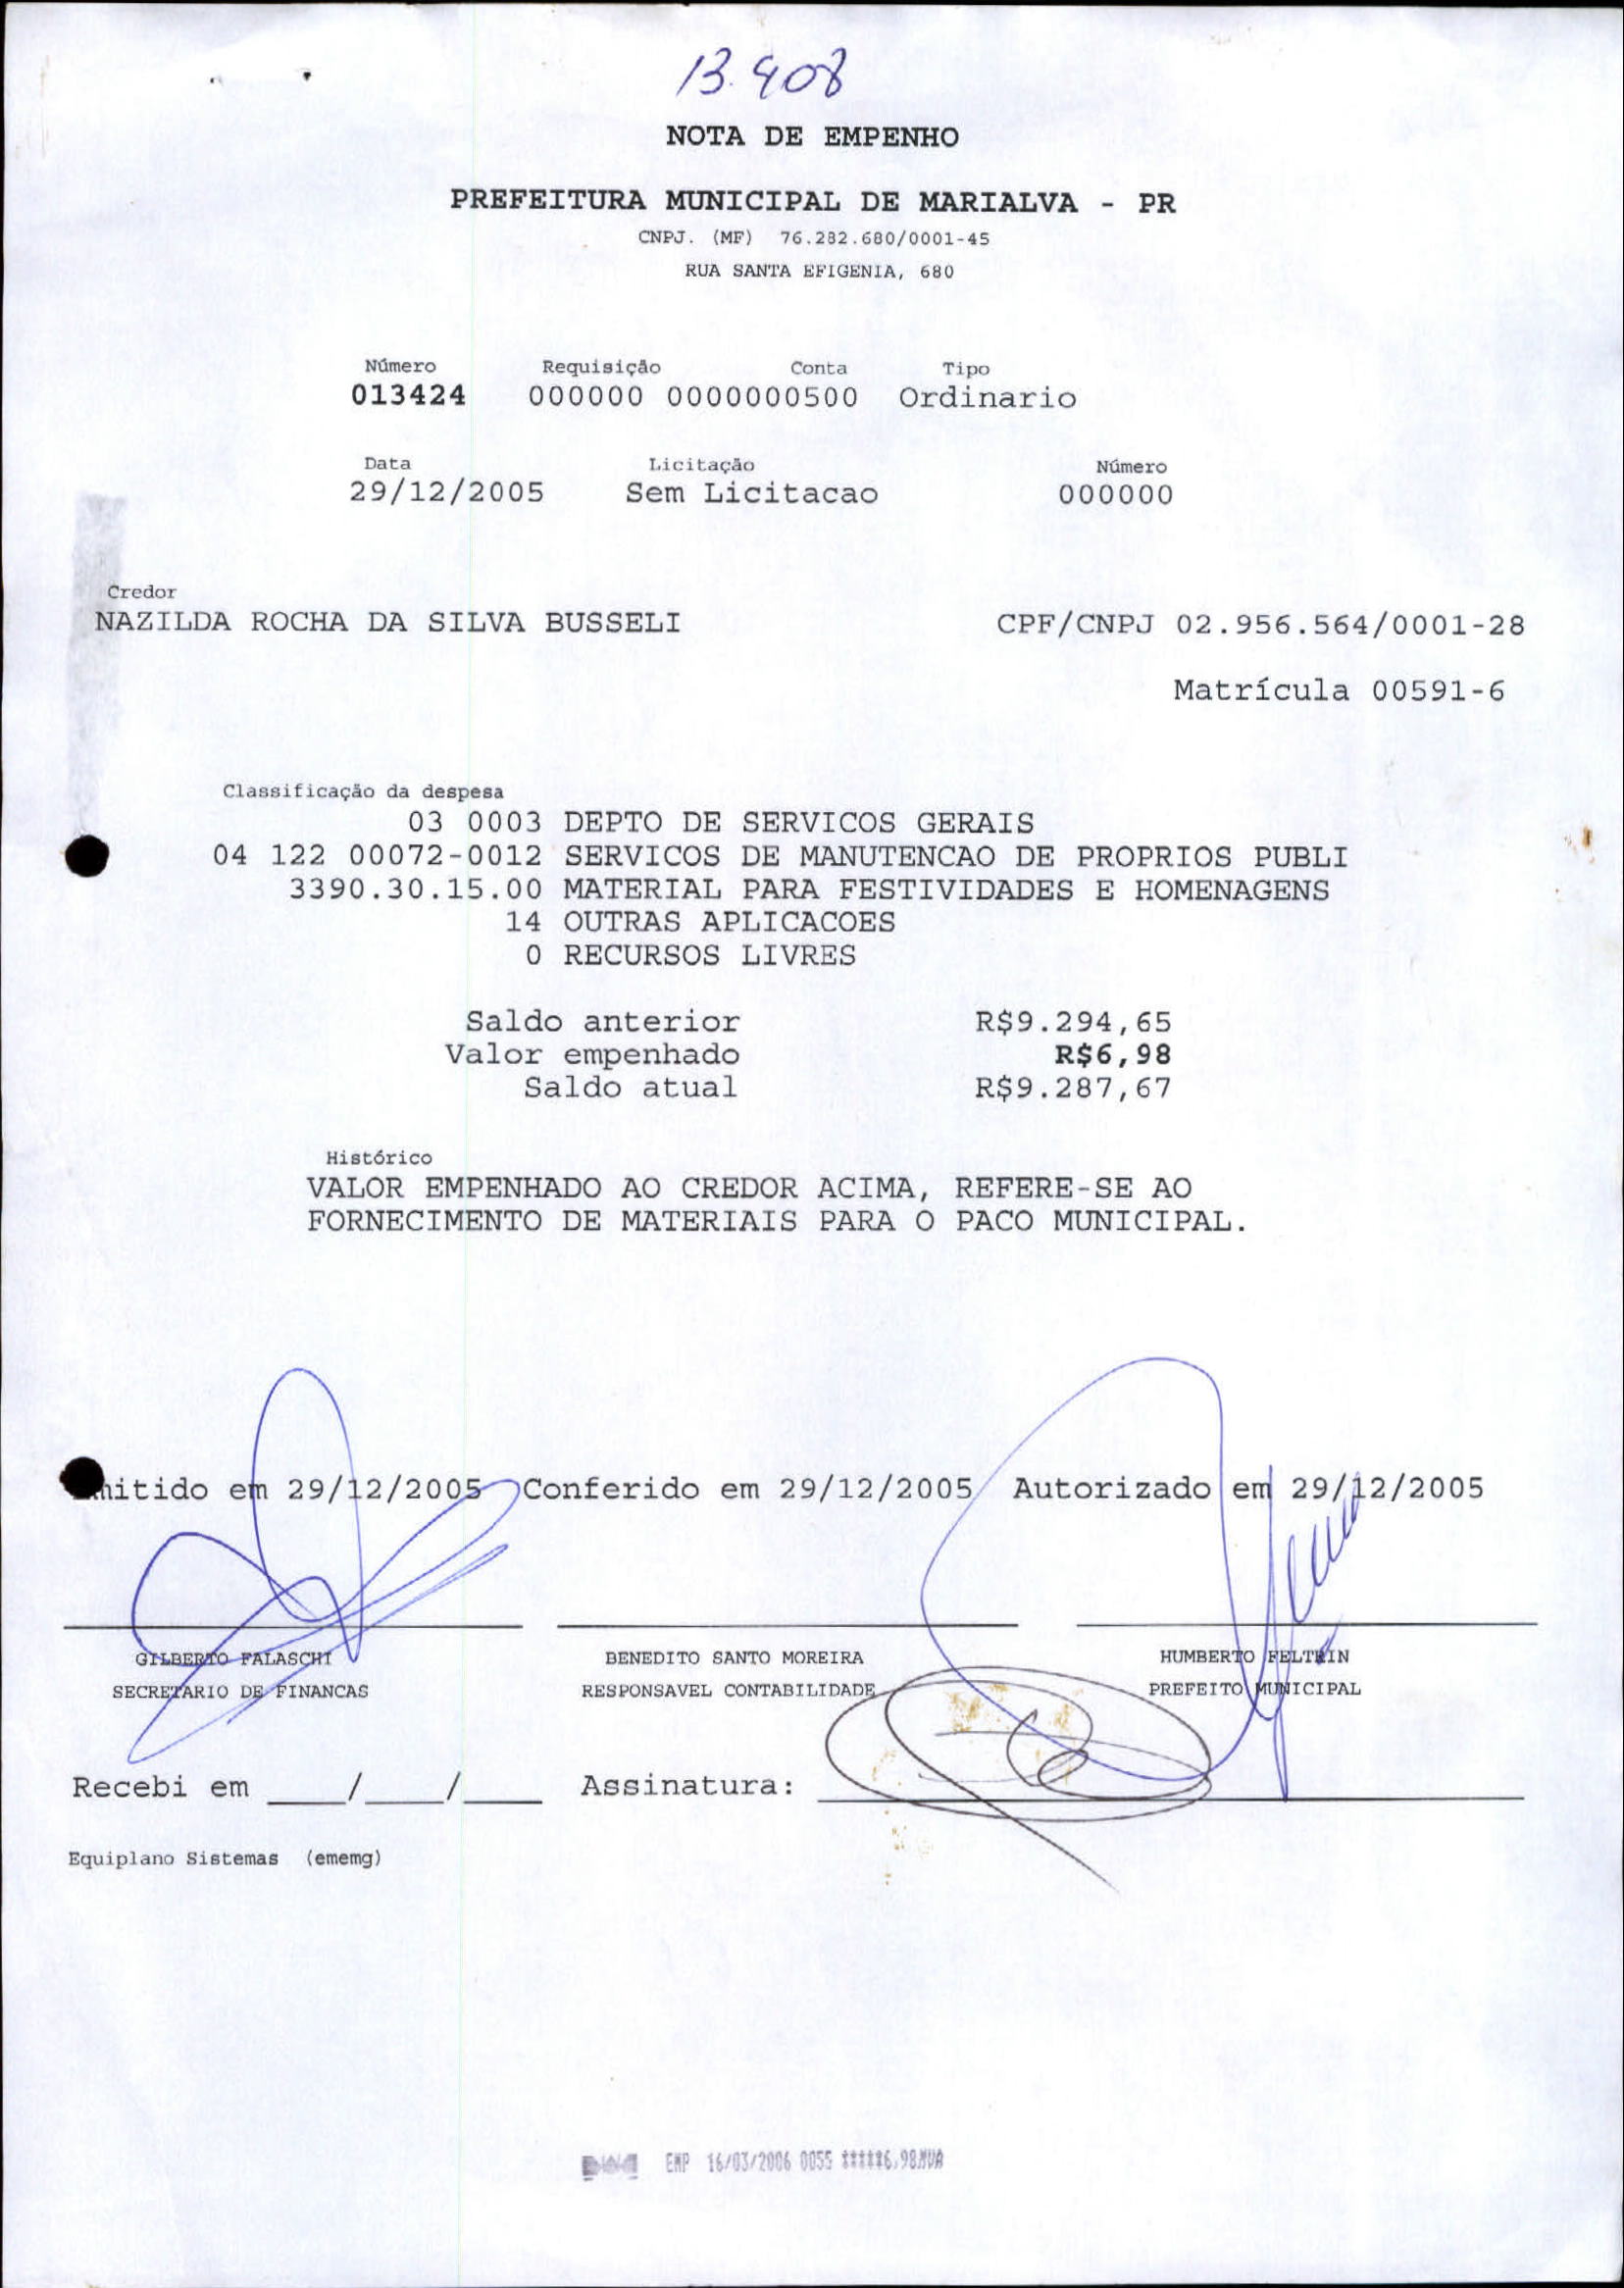 13.408
NOTA DE EMPENHO
PREFEITURA MUNICIPAL DE MARIALVA - PR
CNPJ. (MF) 76.282.680/0001-45
RUA SANTA EFIGENIA, 680
Número Requisição Conta Tipo
013424 000000 0000000500 Ordinario
Data Licitação Número
29/12/2005 Sem Licitacao 000000
Credor
NAZILDA ROCHA DA SILVA BUSSELI CPF/CNPJ 02.956.564/0001-28
Matrícula 00591-6
Classificação da despesa
03 0003 DEPTO DE SERVICOS GERAIS
04 122 00072-0012 SERVICOS DE MANUTENCAO DE PROPRIOS PUBLI
3390.30.15.00 MATERIAL PARA FESTIVIDADES E HOMENAGENS
14 OUTRAS APLICACOES
0 RECURSOS LIVRES
Saldo anterior R$9.294,65
Valor empenhado R$6,98
Saldo atual R$9.287,67
Histórico
VALOR EMPENHADO AO CREDOR ACIMA, REFERE-SE AO
FORNECIMENTO DE MATERIAIS PARA O PACO MUNICIPAL.
mitido em 29/12/2005 Conferido em 29/12/2005 Autorizado em 29/12/2005
GILBERTO FALASCHI BENEDITO SANTO MOREIRA HUMBERTO FELTRIN
SECRETARIO DE FINANCAS RESPONSAVEL CONTABILIDADE PREFEITO MUNICIPAL
Recebi em ____/____/____ Assinatura:
Equiplano Sistemas (ememg)
EMP 16/03/2006 0055 ******6,98